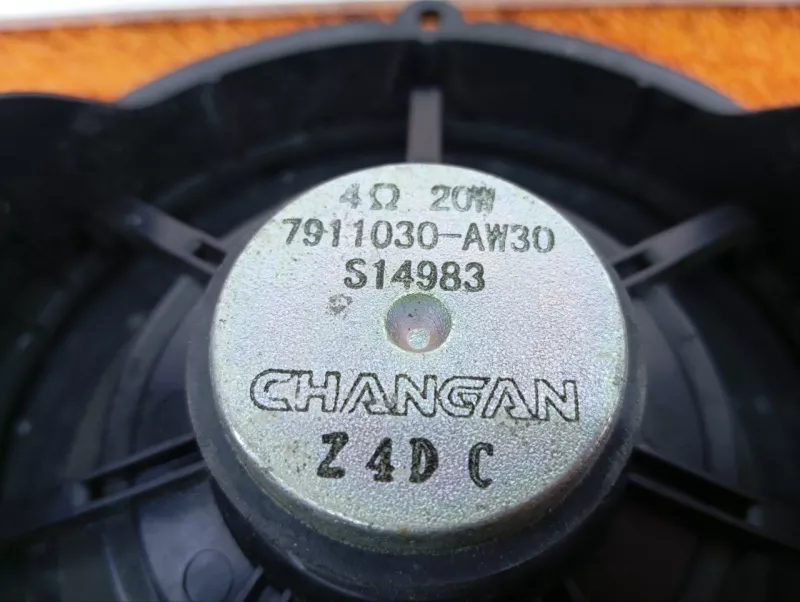 4Ω 20W
7911030-AW30
S14983
CHANGAN
Z4DC